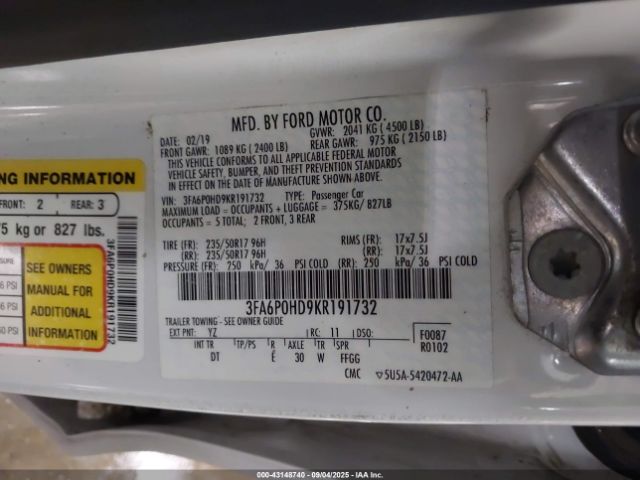 MFD. BY FORD MOTOR CO.
DATE: 02/19 GVWR: 2041 KG ( 4500 LB)
FRONT GAWR: 1089 KG ( 2400 LB) REAR GAWR: 975 KG ( 2150 LB)
THIS VEHICLE CONFORMS TO ALL APPLICABLE FEDERAL MOTOR
VEHICLE SAFETY, BUMPER, AND THEFT PREVENTION STANDARDS
IN EFFECT ON THE DATE OF MANUFACTURE SHOWN ABOVE.
VIN: 3FA6P0HD9KR191732 TYPE: Passenger Car
MAXIMUM LOAD = OCCUPANTS + LUGGAGE = 375KG/ 827LB
OCCUPANTS = 5 TOTAL; 2 FRONT, 3 REAR
TIRE (FR): 235/50R17 96H RIMS (FR): 17x7.5J
(RR): 235/50R17 96H (RR): 17x7.5J
PRESSURE (FR): 250 kPa/ 36 PSI COLD (RR) 250 kPa/ 36 PSI COLD
3FA6P0HD9KR191732
TRAILER TOWING - SEE OWNER GUIDE
EXT PNT: YZ RC: 11 DSO: F0087
R0102
INT TR TP/PS R AXLE TR SPR
DT E 30 W FFGG
CMC 5U5A-5420472-AA
NG INFORMATION
FRONT: 2 REAR: 3
75 kg or 827 lbs.
SEE OWNERS
MANUAL FOR
ADDITIONAL
INFORMATION
3FA6P0HD9KR191732
000--43148740 --- 09/04/2025 --- (IAA)